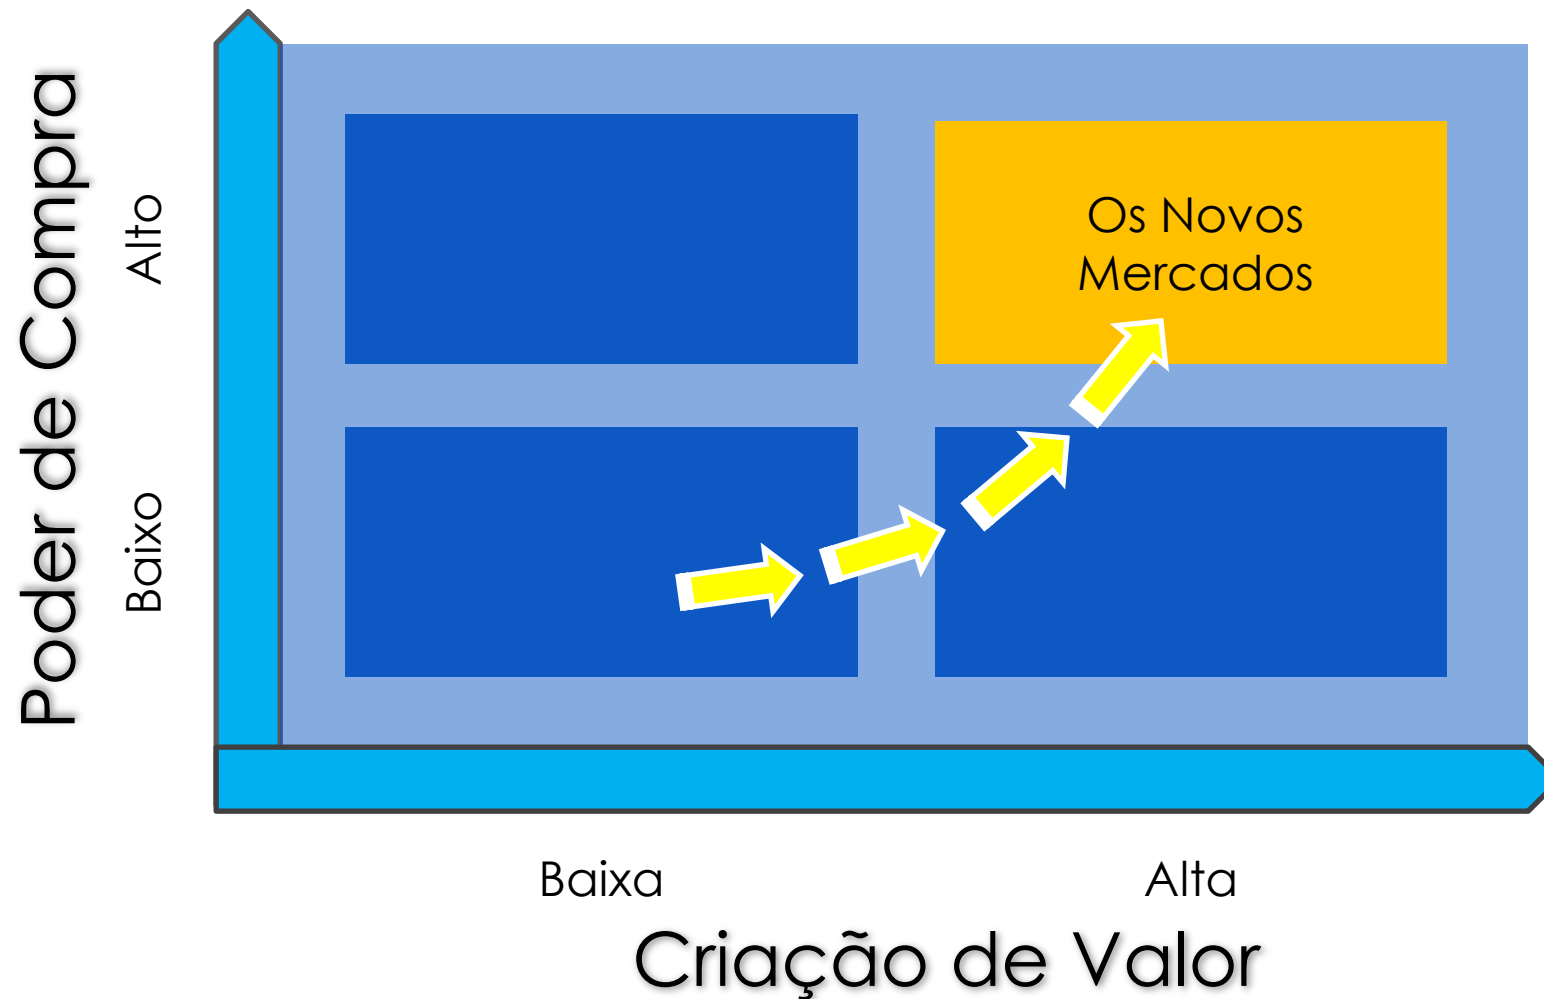 Poder de Compra
Alto
Baixo
Os Novos
Mercados
Baixa
Alta
Criação de Valor